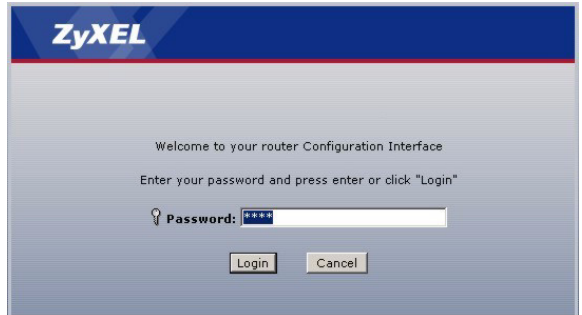 ZyXEL
Welcome to your router Configuration Interface
Enter your password and press enter or click "Login"
Password: ****
Login Cancel